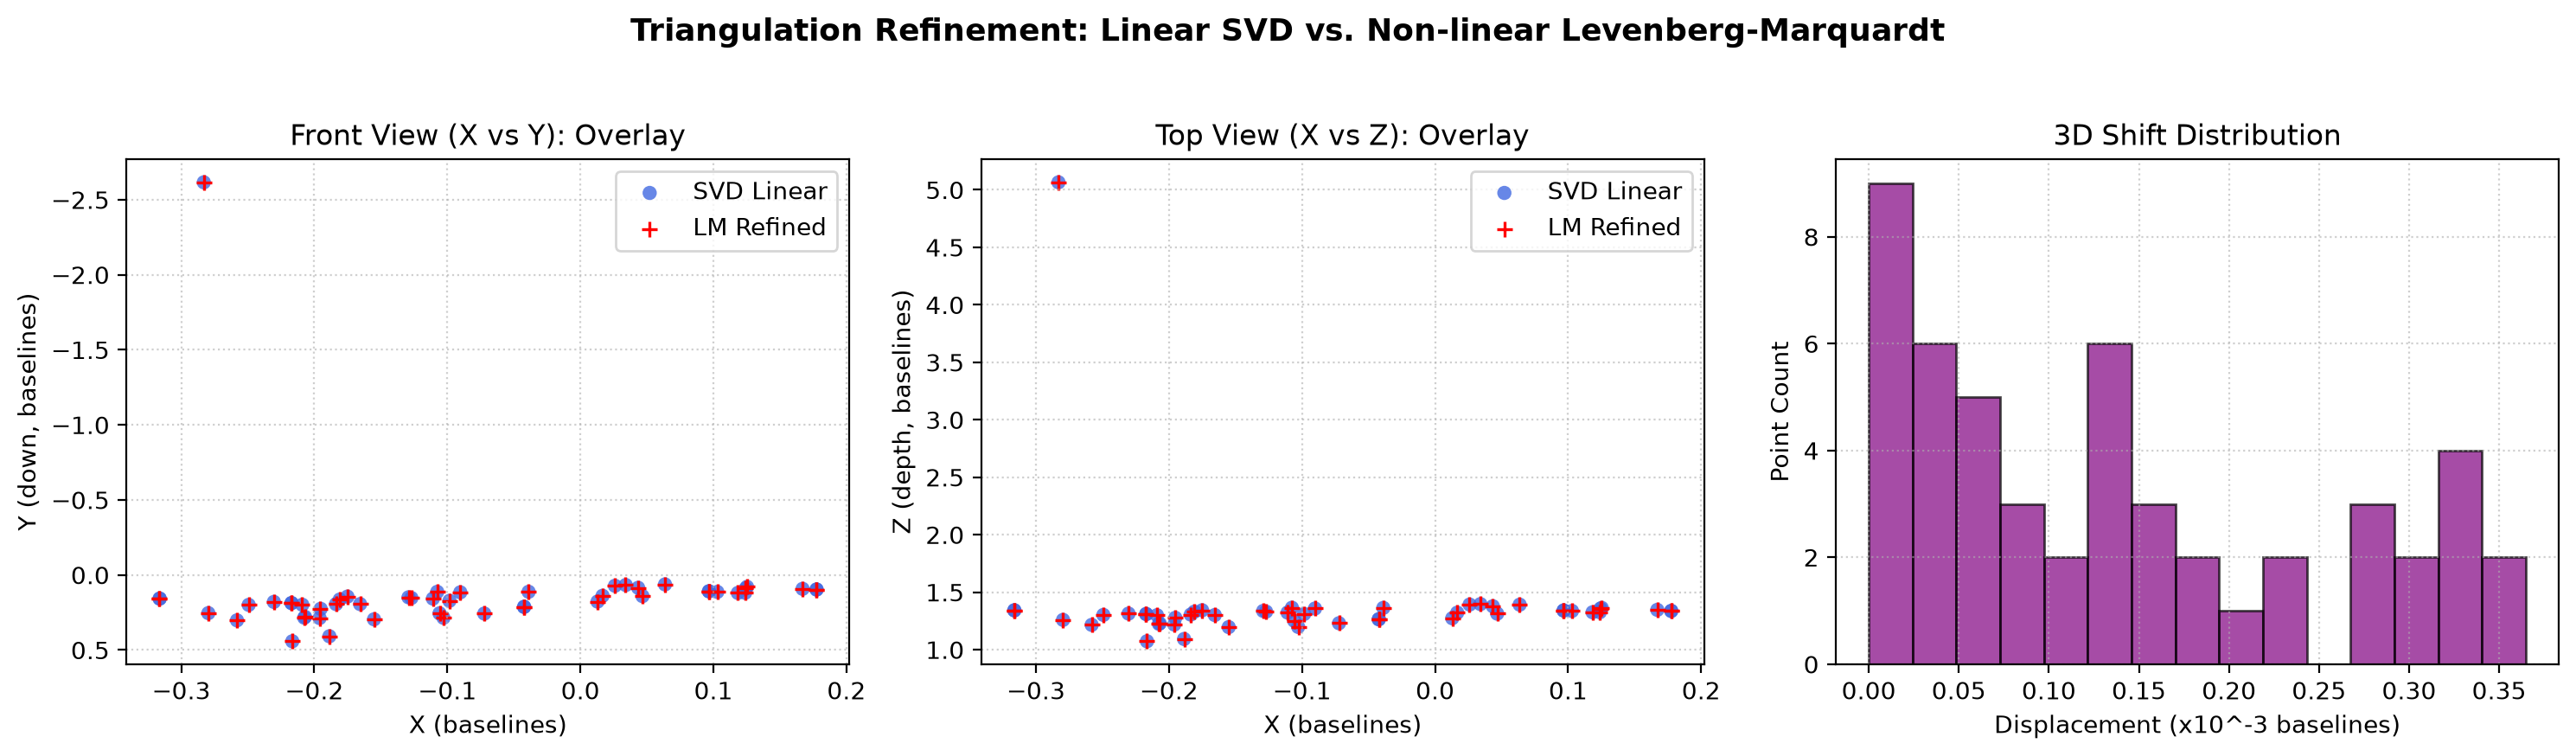 Triangulation Refinement: Linear SVD vs. Non-linear Levenberg-Marquardt
Front View (X vs Y): Overlay
SVD Linear
LM Refined
Y (down, baselines)
−2.5
−2.0
−1.5
−1.0
−0.5
0.0
0.5
−0.3
−0.2
−0.1
0.0
0.1
0.2
X (baselines)
Top View (X vs Z): Overlay
SVD Linear
LM Refined
Z (depth, baselines)
5.0
4.5
4.0
3.5
3.0
2.5
2.0
1.5
1.0
−0.3
−0.2
−0.1
0.0
0.1
0.2
X (baselines)
3D Shift Distribution
Point Count
8
6
4
2
0
0.00
0.05
0.10
0.15
0.20
0.25
0.30
0.35
Displacement (x10^-3 baselines)